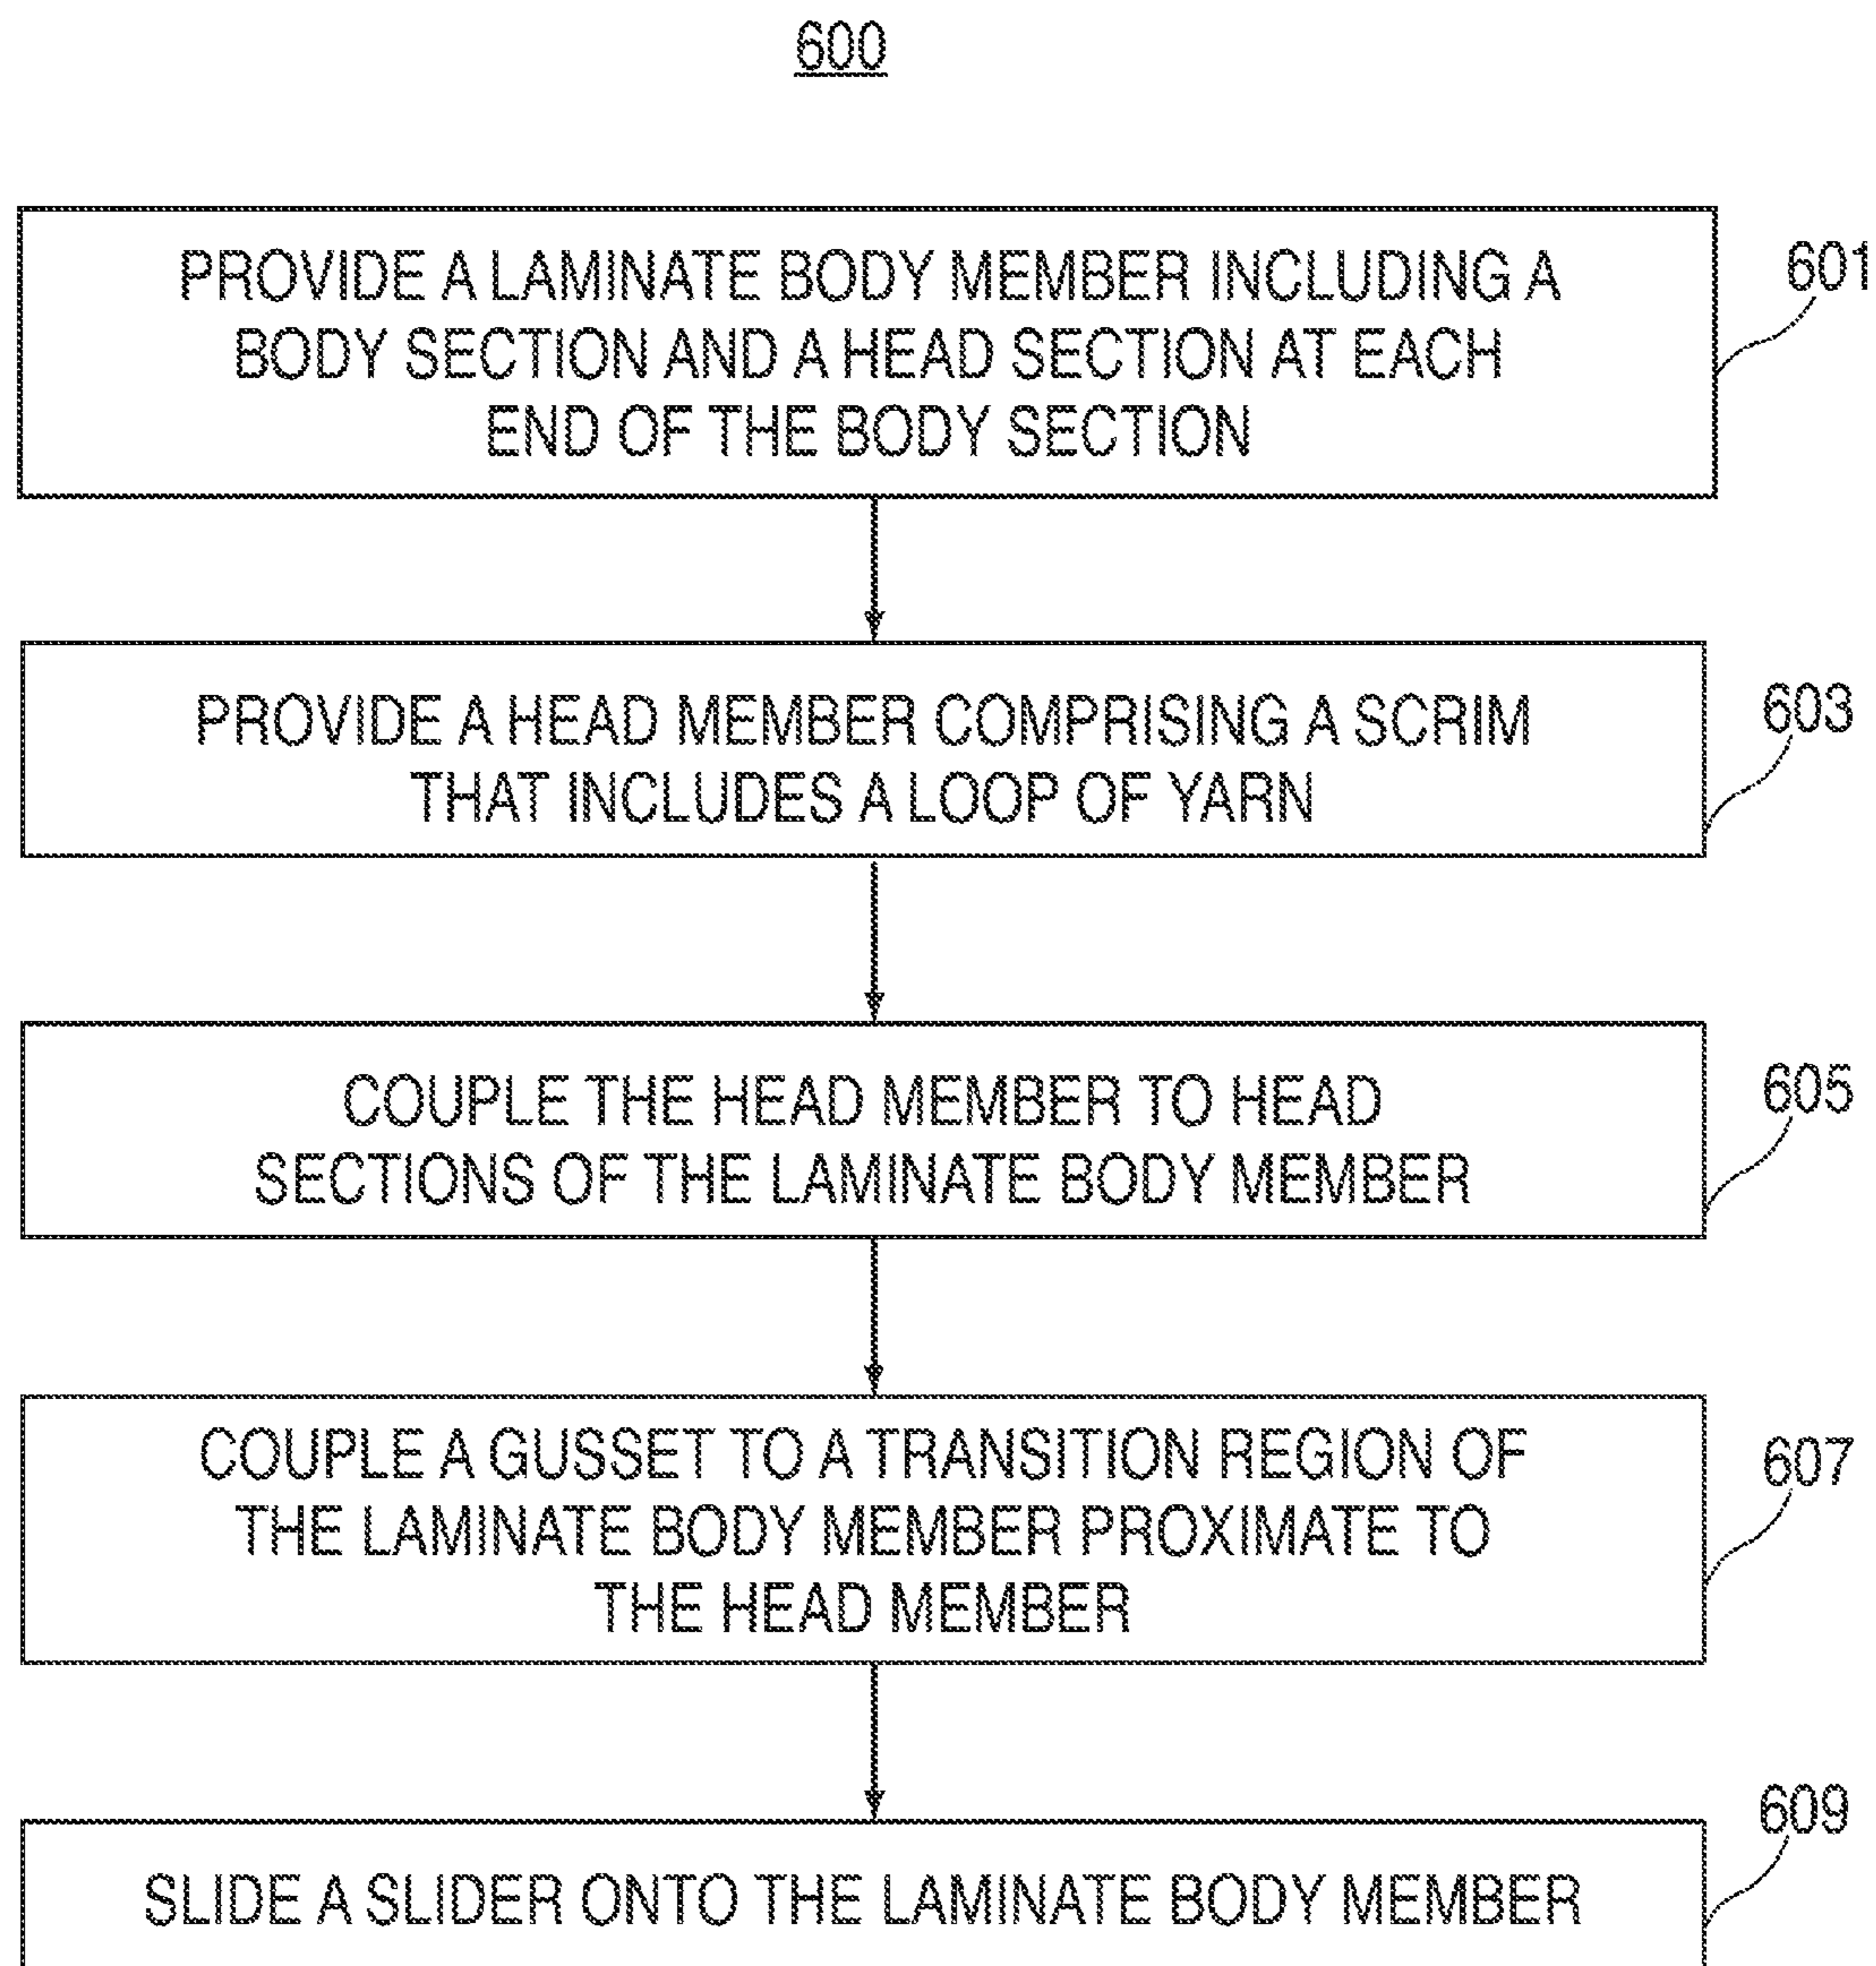 600
PROVIDE A LAMINATE BODY MEMBER INCLUDING A
BODY SECTION AND A HEAD SECTION AT EACH
END OF THE BODY SECTION
601
PROVIDE A HEAD MEMBER COMPRISING A SCRIM
THAT INCLUDES A LOOP OF YARN
603
COUPLE THE HEAD MEMBER TO HEAD
SECTIONS OF THE LAMINATE BODY MEMBER
605
COUPLE A GUSSET TO A TRANSITION REGION OF
THE LAMINATE BODY MEMBER PROXIMATE TO
THE HEAD MEMBER
607
SLIDE A SLIDER ONTO THE LAMINATE BODY MEMBER
609